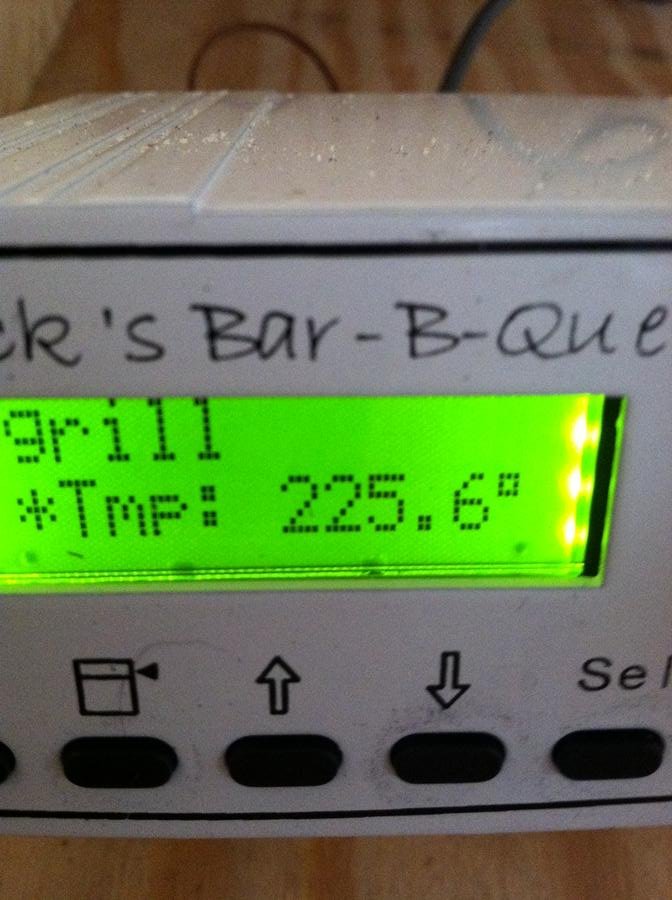 ck's Bar-B-Que
grill
*Tmp: 225.6°
Sel